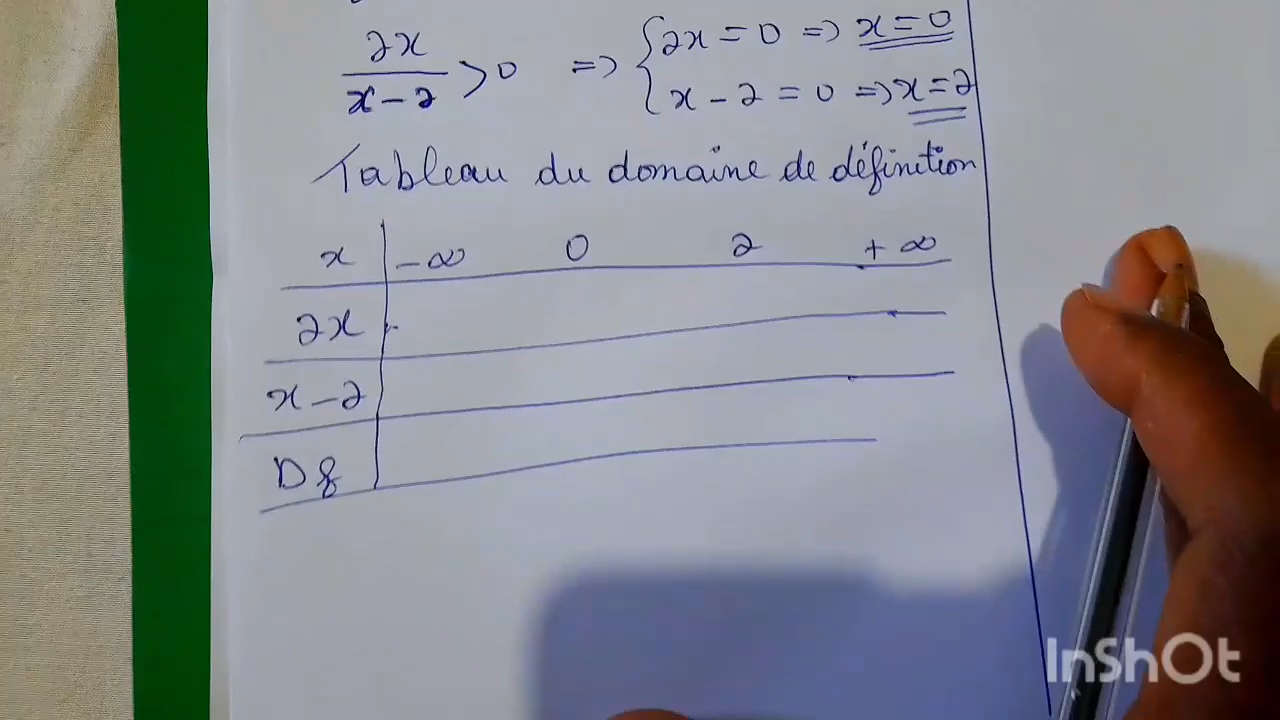 2x / x-2 > 0 => { 2x = 0 => x = 0
x - 2 = 0 => x = 2
Tableau du domaine de définition
x | -∞ 0 2 +∞
2x
x-2
Df
InShOt